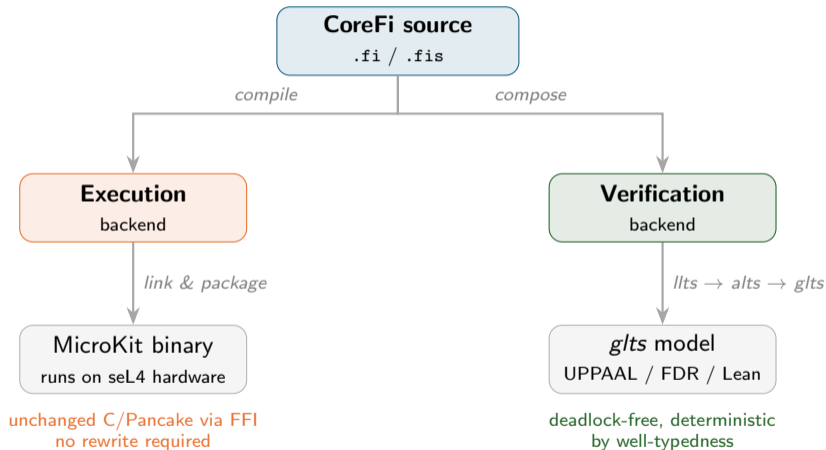 CoreFi source
.fi / .fis
compile
compose
Execution
backend
Verification
backend
link & package
llts → alts → glts
MicroKit binary
runs on seL4 hardware
glts model
UPPAAL / FDR / Lean
unchanged C/Pancake via FFI
no rewrite required
deadlock-free, deterministic
by well-typedness